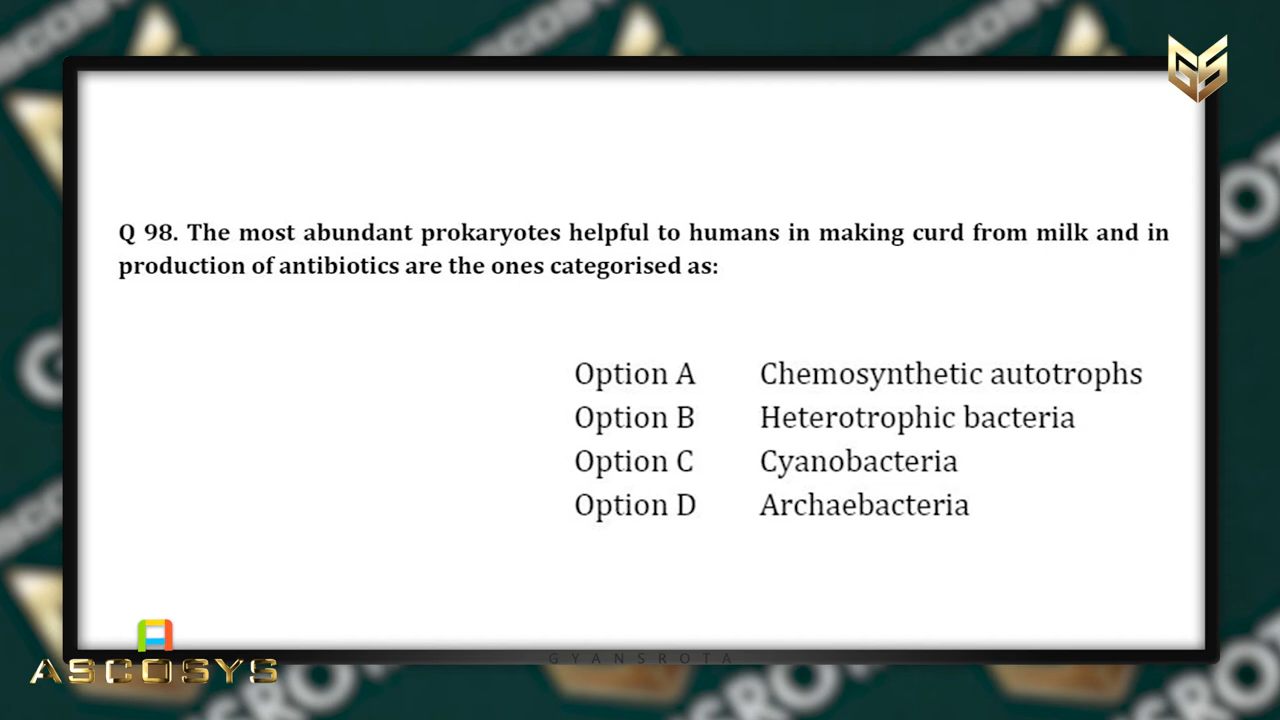 Q 98. The most abundant prokaryotes helpful to humans in making curd from milk and in
production of antibiotics are the ones categorised as:
Option A Chemosynthetic autotrophs
Option B Heterotrophic bacteria
Option C Cyanobacteria
Option D Archaebacteria
ASCOSYS
GYANSROTA